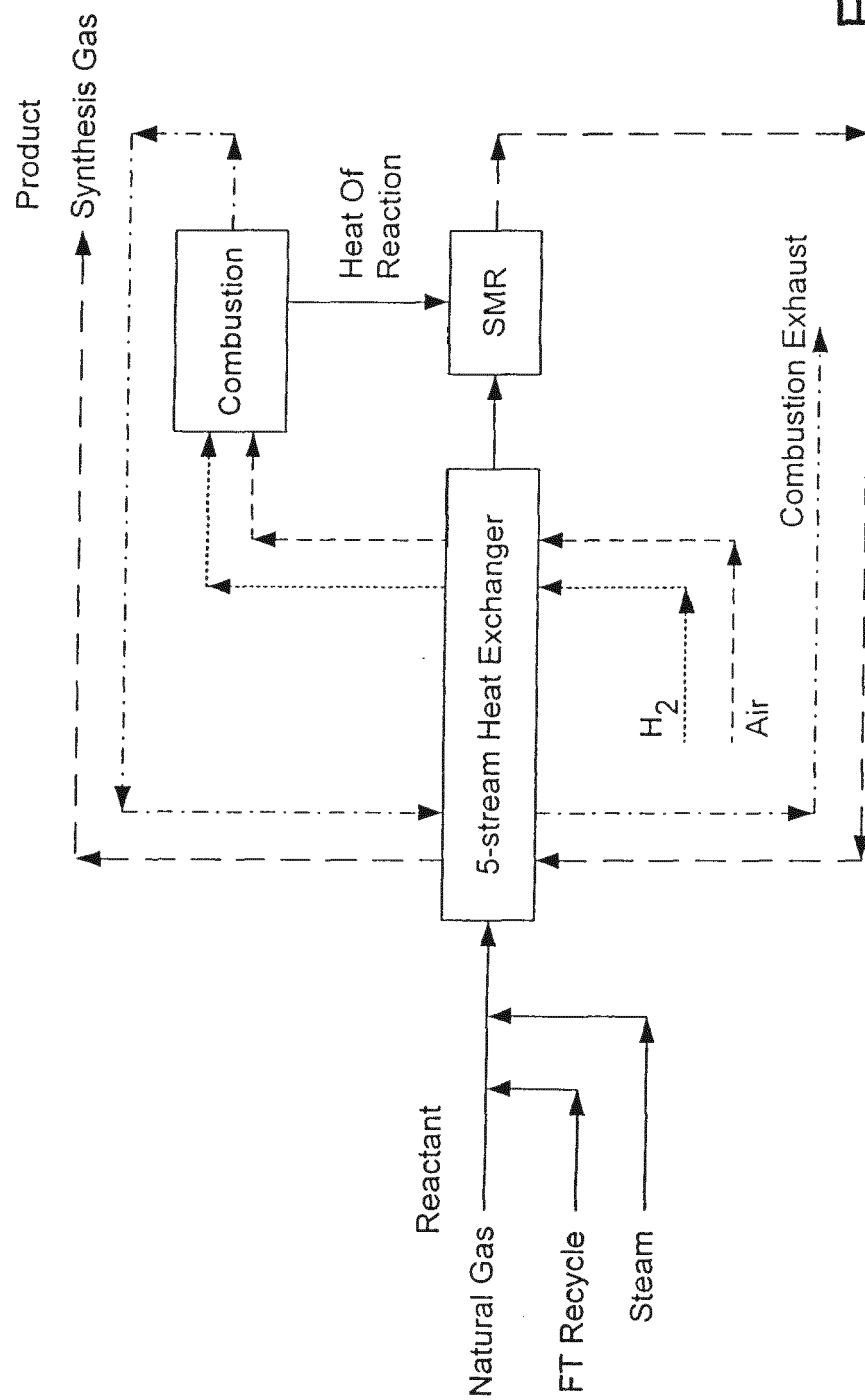 Product
Synthesis Gas
Combustion
Heat Of
Reaction
SMR
5-stream Heat Exchanger
H2
Air
Combustion Exhaust
Reactant
Natural Gas
FT Recycle
Steam